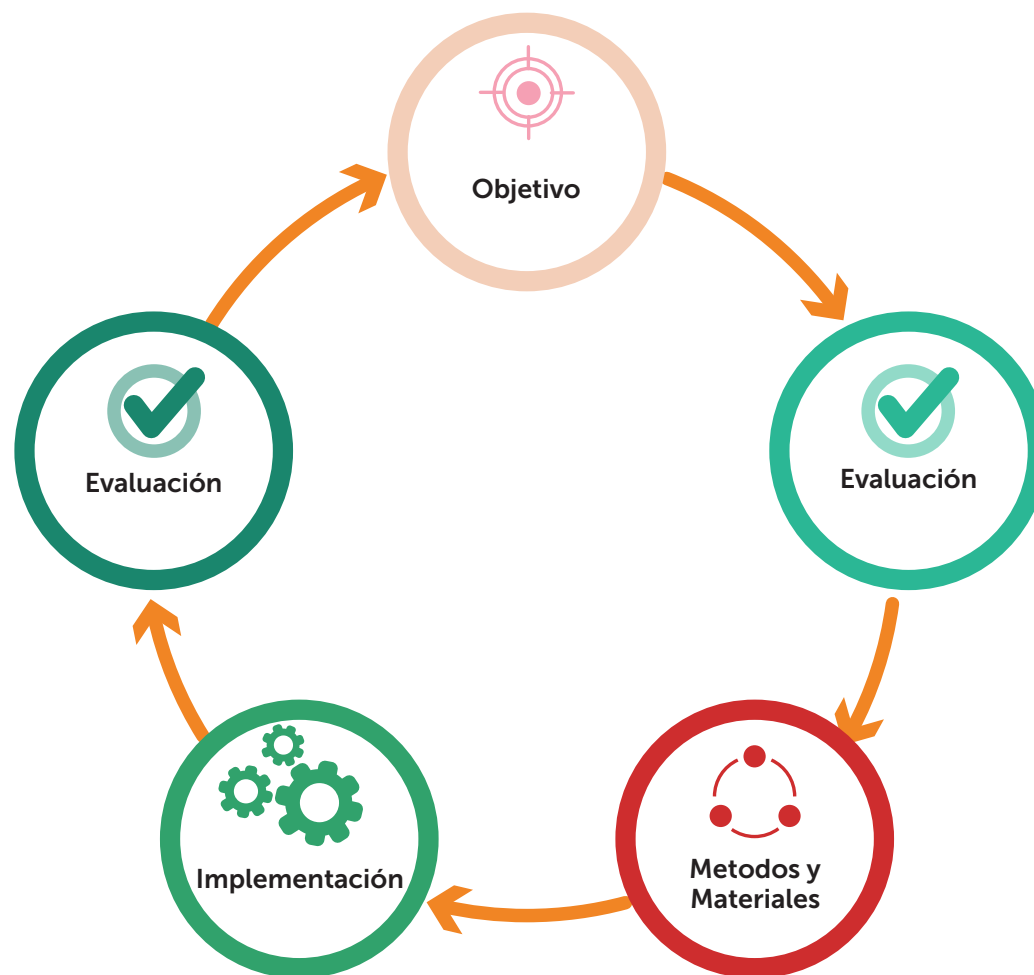 Objetivo
Evaluación
Evaluación
Metodos y
Materiales
Implementación